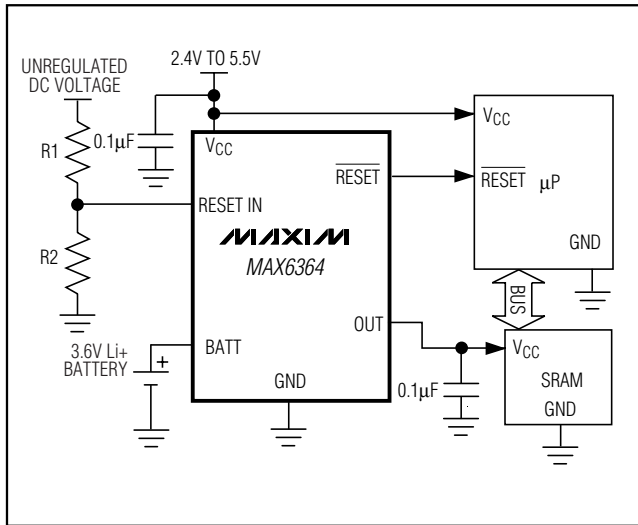 2.4V TO 5.5V
UNREGULATED
DC VOLTAGE
R1
0.1μF
VCC
RESET
RESET IN
MAXIM
MAX6364
R2
OUT
3.6V Li+
BATTERY
+
BATT
GND
0.1μF
VCC
RESET μP
GND
BUS
VCC
SRAM
GND